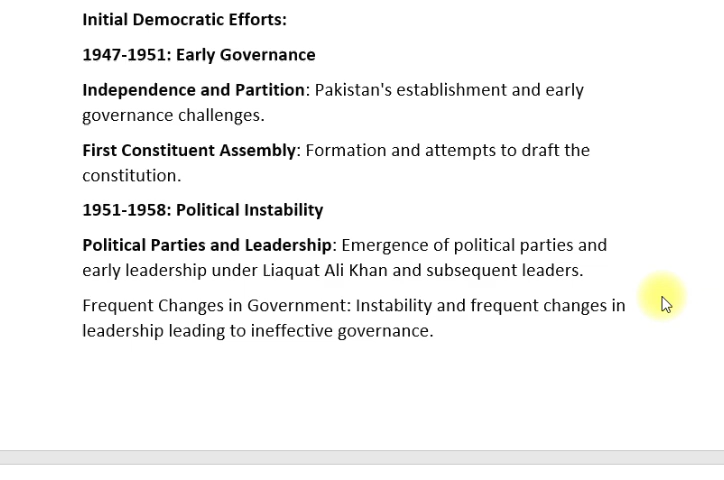 Initial Democratic Efforts:
1947-1951: Early Governance
Independence and Partition: Pakistan's establishment and early
governance challenges.
First Constituent Assembly: Formation and attempts to draft the
constitution.
1951-1958: Political Instability
Political Parties and Leadership: Emergence of political parties and
early leadership under Liaquat Ali Khan and subsequent leaders.
Frequent Changes in Government: Instability and frequent changes in
leadership leading to ineffective governance.